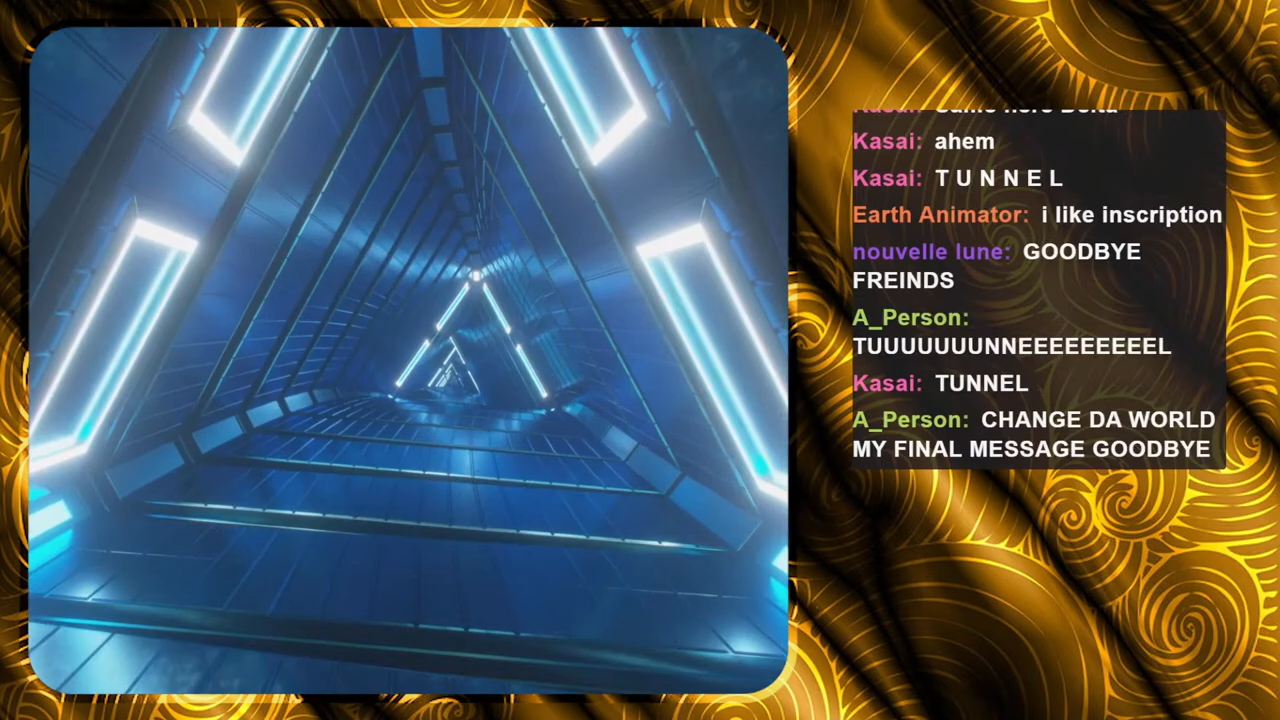 Kasai: ahem
Kasai: T U N N E L
Earth Animator: i like inscription
nouvelle lune: GOODBYE
FREINDS
A_Person:
TUUUUUUUNNEEEEEEEEEL
Kasai: TUNNEL
A_Person: CHANGE DA WORLD
MY FINAL MESSAGE GOODBYE